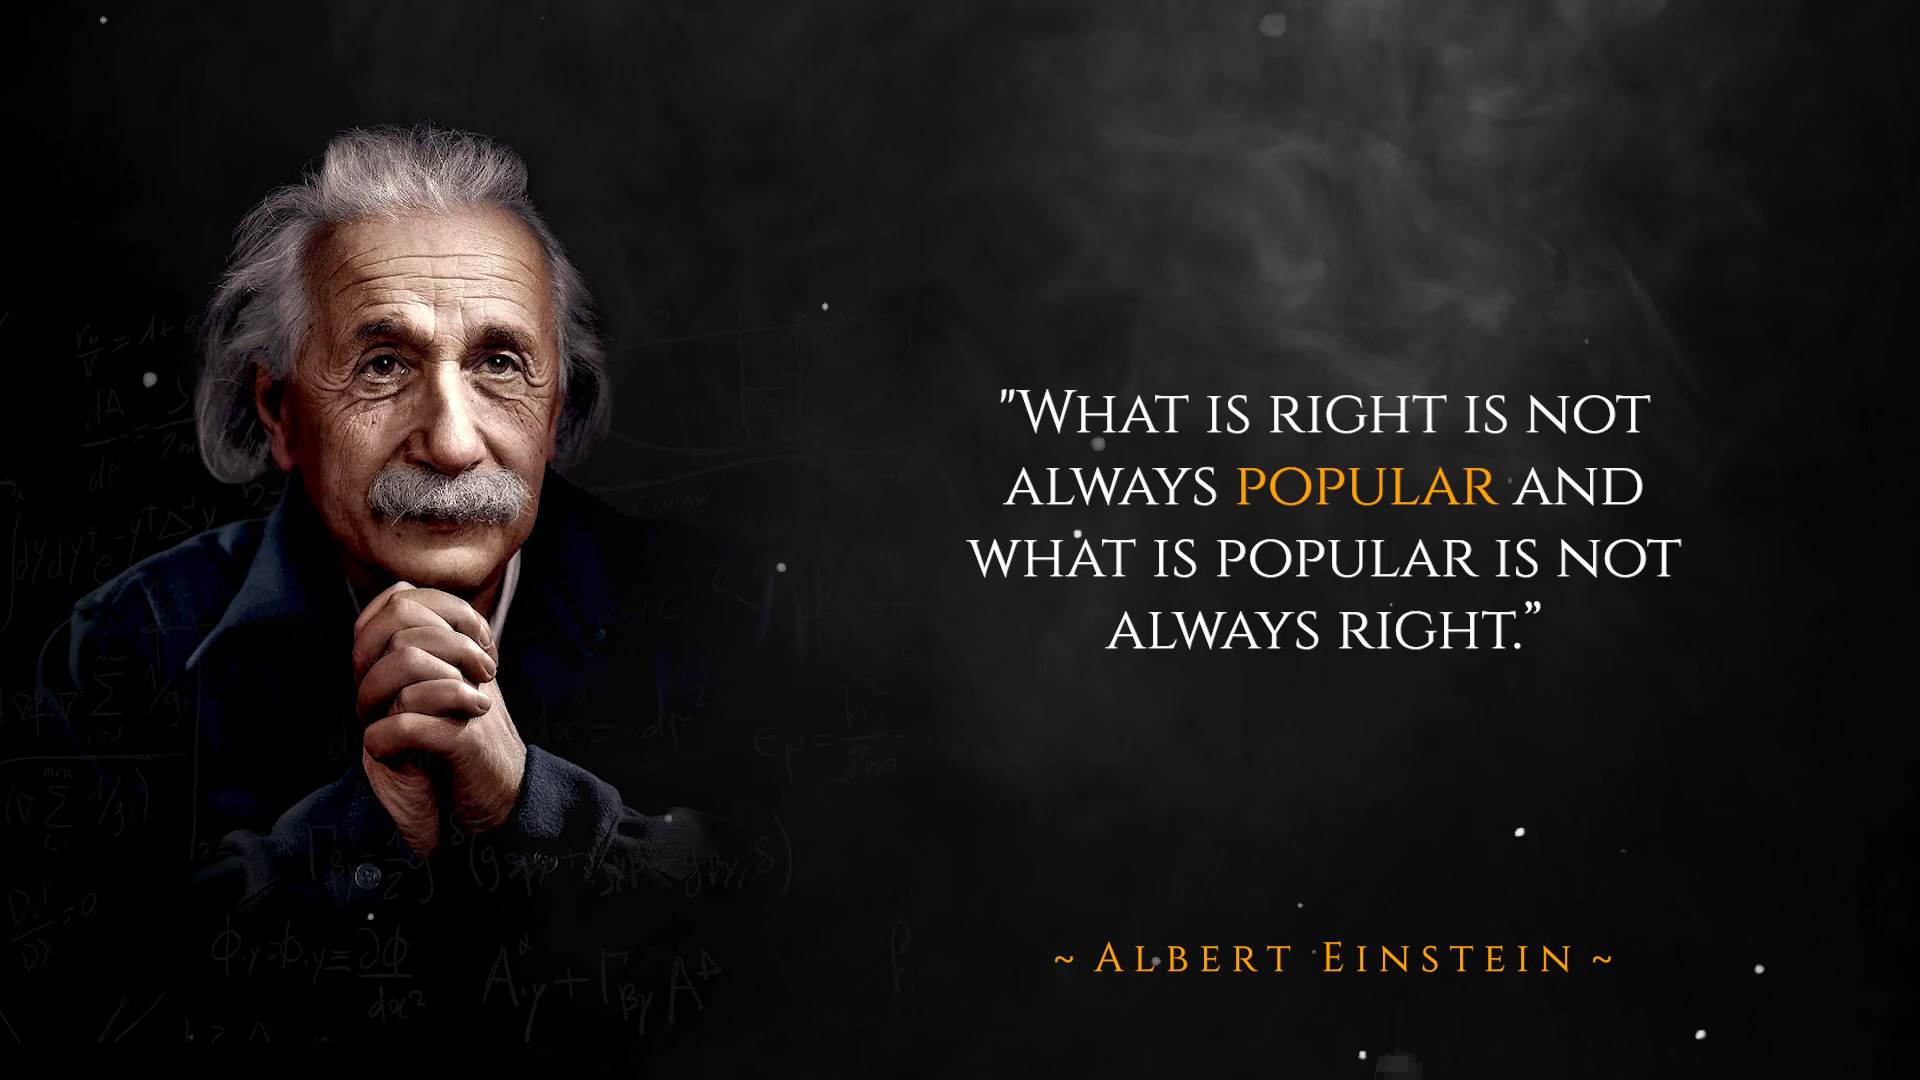 "What is right is not
always popular and
what is popular is not
always right.”
~ Albert Einstein ~